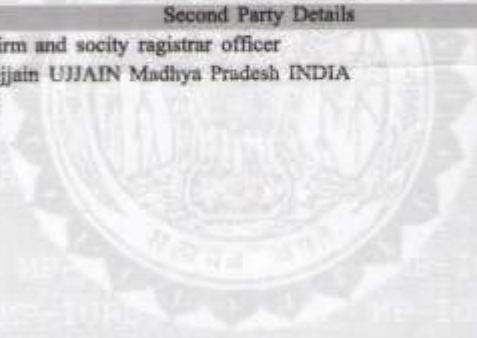 Second Party Details
irm and socity ragistrar officer
jjain UJJAIN Madhya Pradesh INDIA